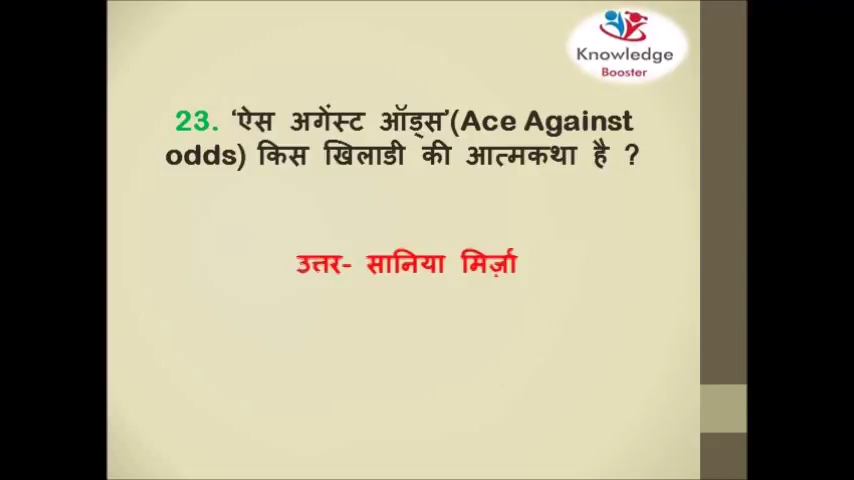 Knowledge
Booster
23. ‘ऐस अगेंस्ट ऑड्स’(Ace Against
odds) किस खिलाडी की आत्मकथा है ?
उत्तर- सानिया मिर्ज़ा